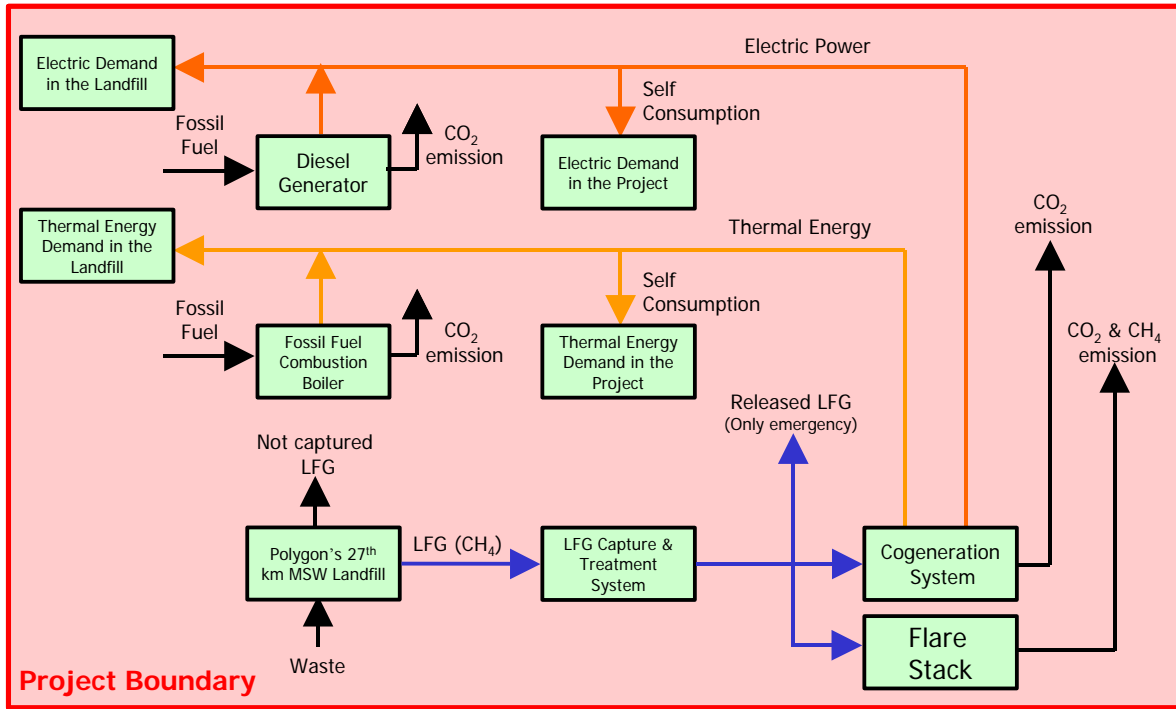 Electric Power
Electric Demand
in the Landfill
Self
Consumption
Fossil
Fuel
Diesel
Generator
CO₂
emission
Electric Demand
in the Project
Thermal Energy
Demand in the
Landfill
Thermal Energy
CO₂
emission
Self
Consumption
Fossil
Fuel
Fossil Fuel
Combustion
Boiler
CO₂
emission
Thermal Energy
Demand in the
Project
CO₂ & CH₄
emission
Released LFG
(Only emergency)
Not captured
LFG
Polygon's 27th
km MSW Landfill
LFG (CH₄)
LFG Capture &
Treatment
System
Cogeneration
System
Flare
Stack
Waste
Project Boundary